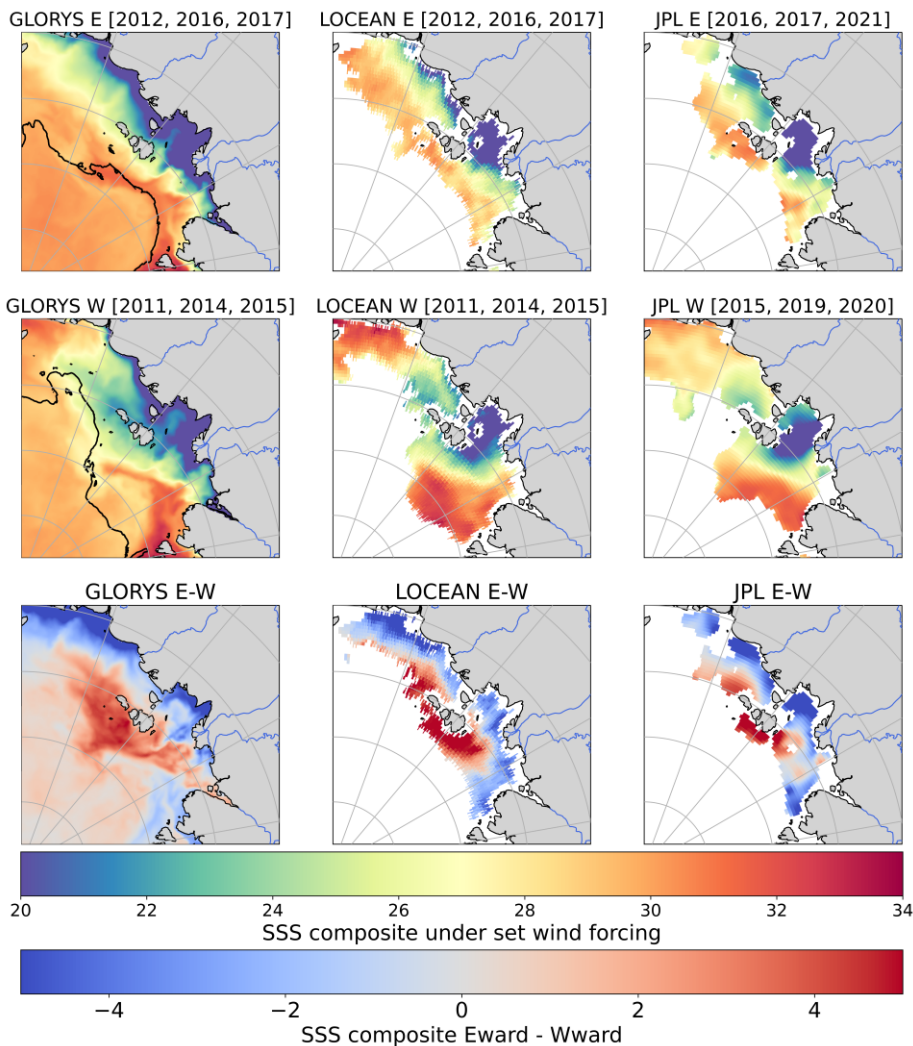 GLORYS E [2012, 2016, 2017] LOCEAN E [2012, 2016, 2017] JPL E [2016, 2017, 2021]
GLORYS W [2011, 2014, 2015] LOCEAN W [2011, 2014, 2015] JPL W [2015, 2019, 2020]
GLORYS E-W LOCEAN E-W JPL E-W
20 22 24 26 28 30 32 34
SSS composite under set wind forcing
−4 −2 0 2 4
SSS composite Eward - Wward